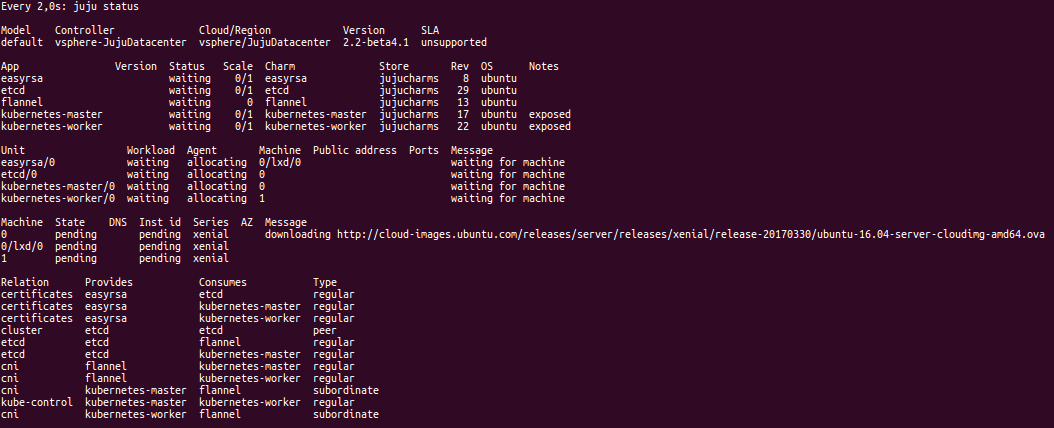 Every 2,0s: juju status
Model    Controller              Cloud/Region            Version      SLA
default  vsphere-JujuDatacenter  vsphere/JujuDatacenter  2.2-beta4.1  unsupported
App                Version  Status   Scale  Charm              Store       Rev  OS      Notes
easyrsa                     waiting    0/1  easyrsa            jujucharms    8  ubuntu
etcd                        waiting    0/1  etcd               jujucharms   29  ubuntu
flannel                     waiting      0  flannel            jujucharms   13  ubuntu
kubernetes-master           waiting    0/1  kubernetes-master  jujucharms   17  ubuntu  exposed
kubernetes-worker           waiting    0/1  kubernetes-worker  jujucharms   22  ubuntu  exposed
Unit                 Workload  Agent       Machine  Public address  Ports  Message
easyrsa/0            waiting   allocating  0/lxd/0                         waiting for machine
etcd/0               waiting   allocating  0                               waiting for machine
kubernetes-master/0  waiting   allocating  0                               waiting for machine
kubernetes-worker/0  waiting   allocating  1                               waiting for machine
Machine  State    DNS  Inst id  Series  AZ  Message
0        pending       pending  xenial      downloading http://cloud-images.ubuntu.com/releases/server/releases/xenial/release-20170330/ubuntu-16.04-server-cloudimg-amd64.ova
0/lxd/0  pending       pending  xenial
1        pending       pending  xenial
Relation      Provides           Consumes           Type
certificates  easyrsa            etcd               regular
certificates  easyrsa            kubernetes-master  regular
certificates  easyrsa            kubernetes-worker  regular
cluster       etcd               etcd               peer
etcd          etcd               flannel            regular
etcd          etcd               kubernetes-master  regular
cni           flannel            kubernetes-master  regular
cni           flannel            kubernetes-worker  regular
cni           kubernetes-master  flannel            subordinate
kube-control  kubernetes-master  kubernetes-worker  regular
cni           kubernetes-worker  flannel            subordinate